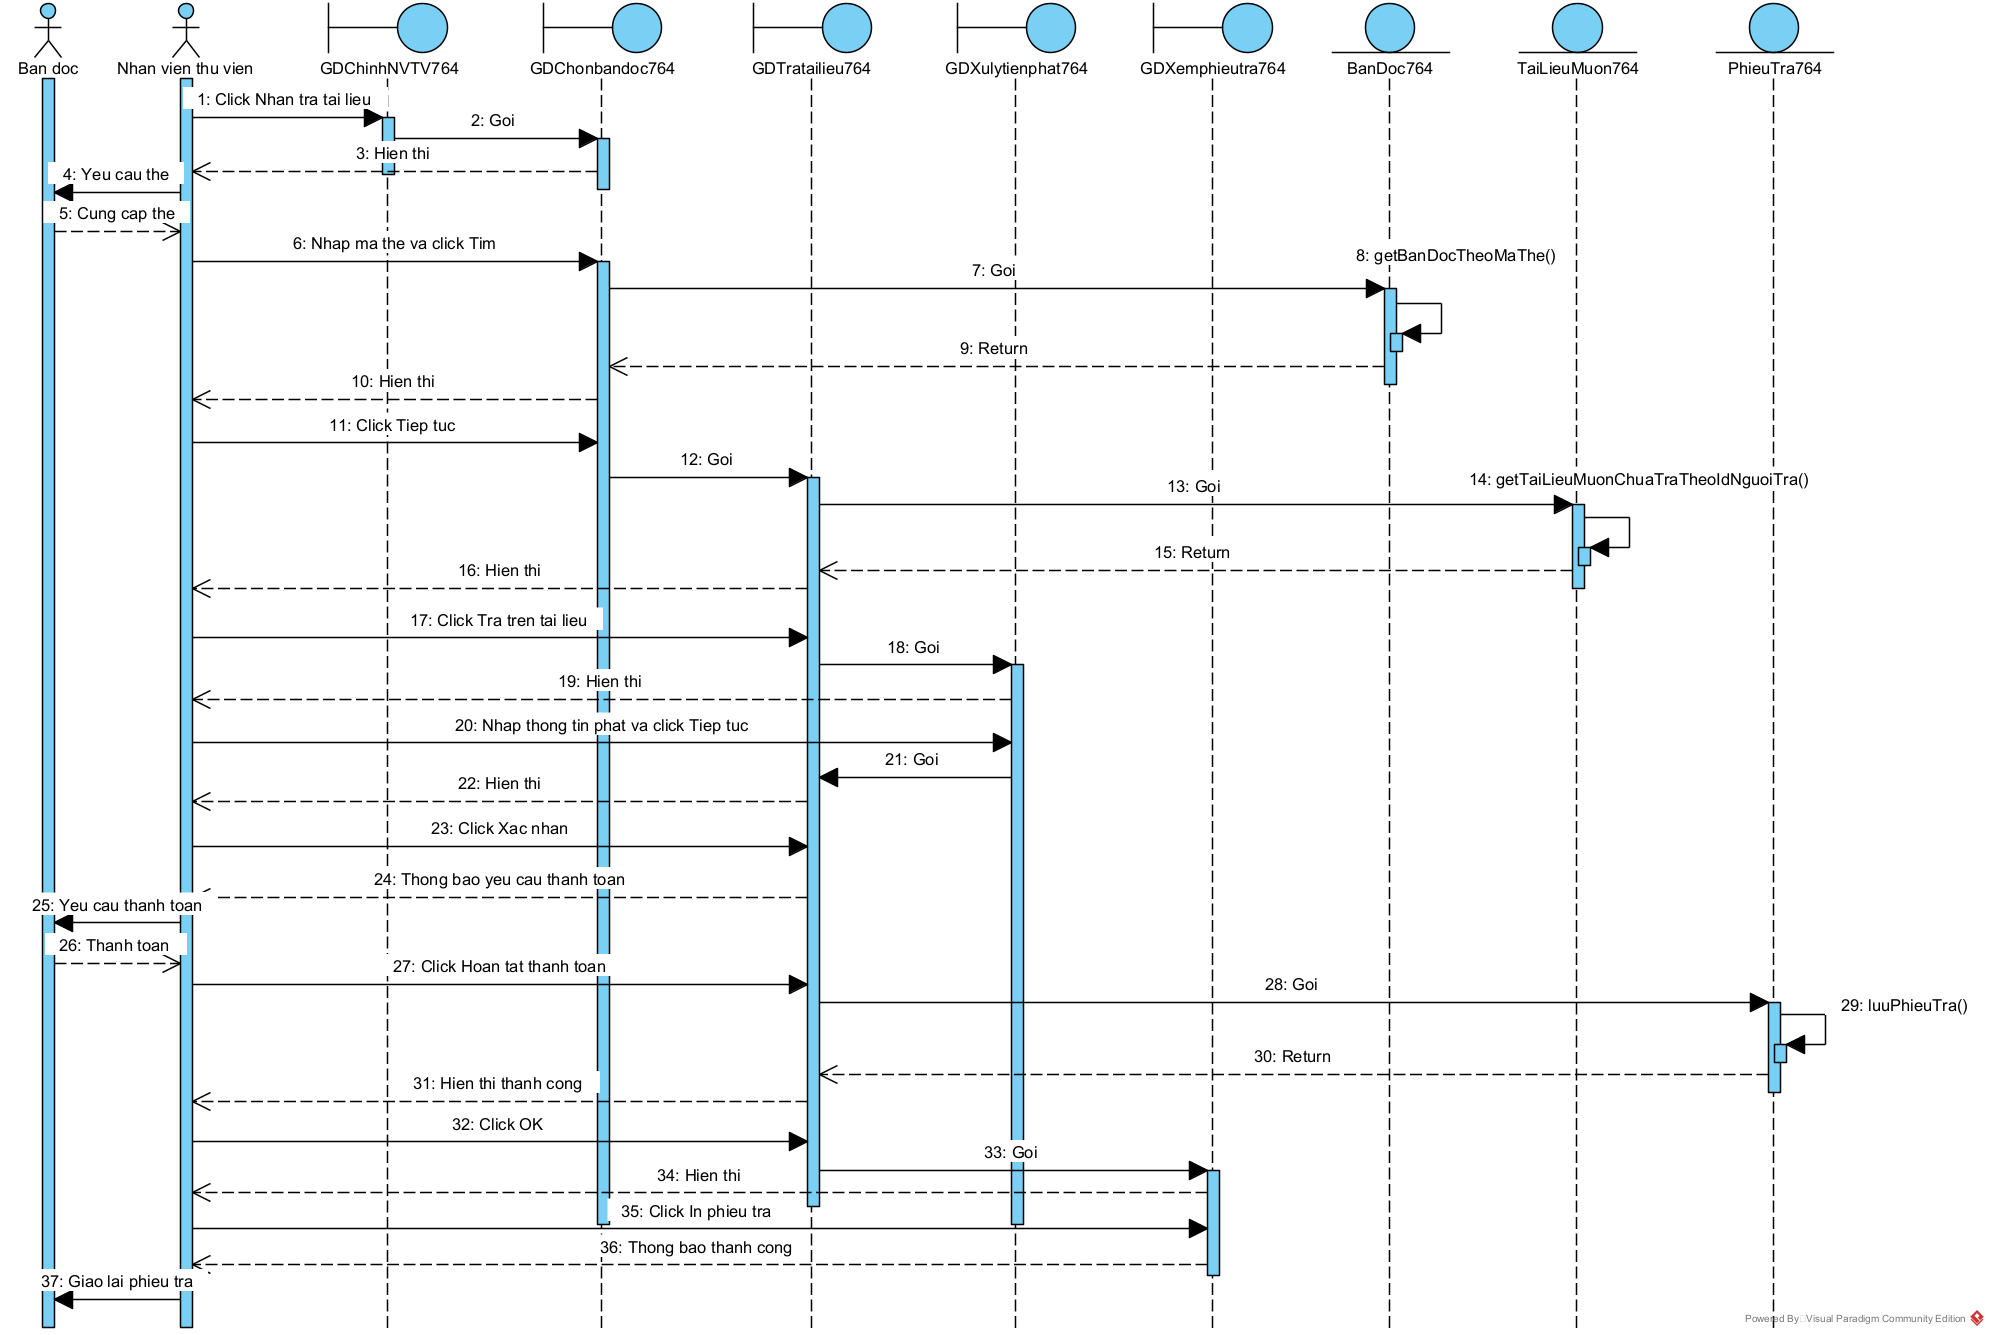 Ban doc
Nhan vien thu vien
GDChinhNVTV764
GDChonbandoc764
GDTratailieu764
GDXulytienphat764
GDXemphieutra764
BanDoc764
TaiLieuMuon764
PhieuTra764
1: Click Nhan tra tai lieu
2: Goi
3: Hien thi
4: Yeu cau the
5: Cung cap the
6: Nhap ma the va click Tim
7: Goi
8: getBanDocTheoMaThe()
9: Return
10: Hien thi
11: Click Tiep tuc
12: Goi
13: Goi
14: getTaiLieuMuonChuaTraTheoIdNguoiTra()
15: Return
16: Hien thi
17: Click Tra tren tai lieu
18: Goi
19: Hien thi
20: Nhap thong tin phat va click Tiep tuc
21: Goi
22: Hien thi
23: Click Xac nhan
24: Thong bao yeu cau thanh toan
25: Yeu cau thanh toan
26: Thanh toan
27: Click Hoan tat thanh toan
28: Goi
29: luuPhieuTra()
30: Return
31: Hien thi thanh cong
32: Click OK
33: Goi
34: Hien thi
35: Click In phieu tra
36: Thong bao thanh cong
37: Giao lai phieu tra
Powered By Visual Paradigm Community Edition